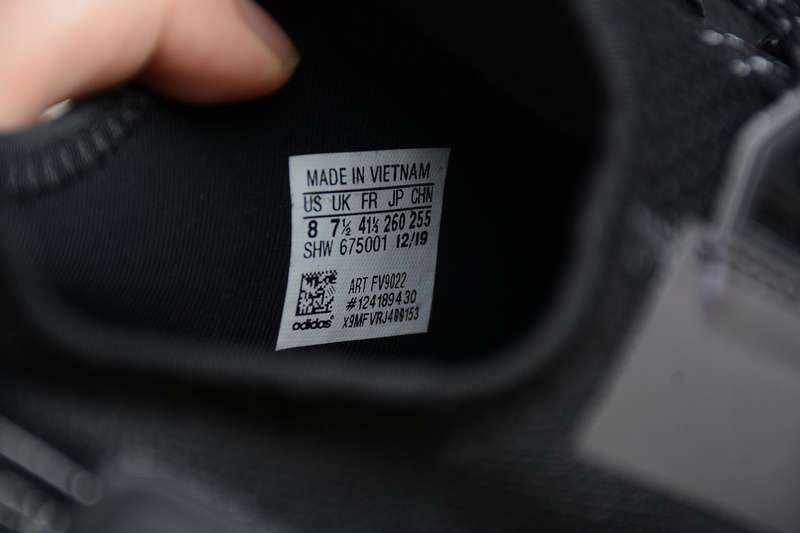 MADE IN VIETNAM
US UK FR JP CHN
8 7½ 41⅓ 260 255
SHW 675001 12/19
ART FV9022
#124189430
adidas® X9MFVRJ400153